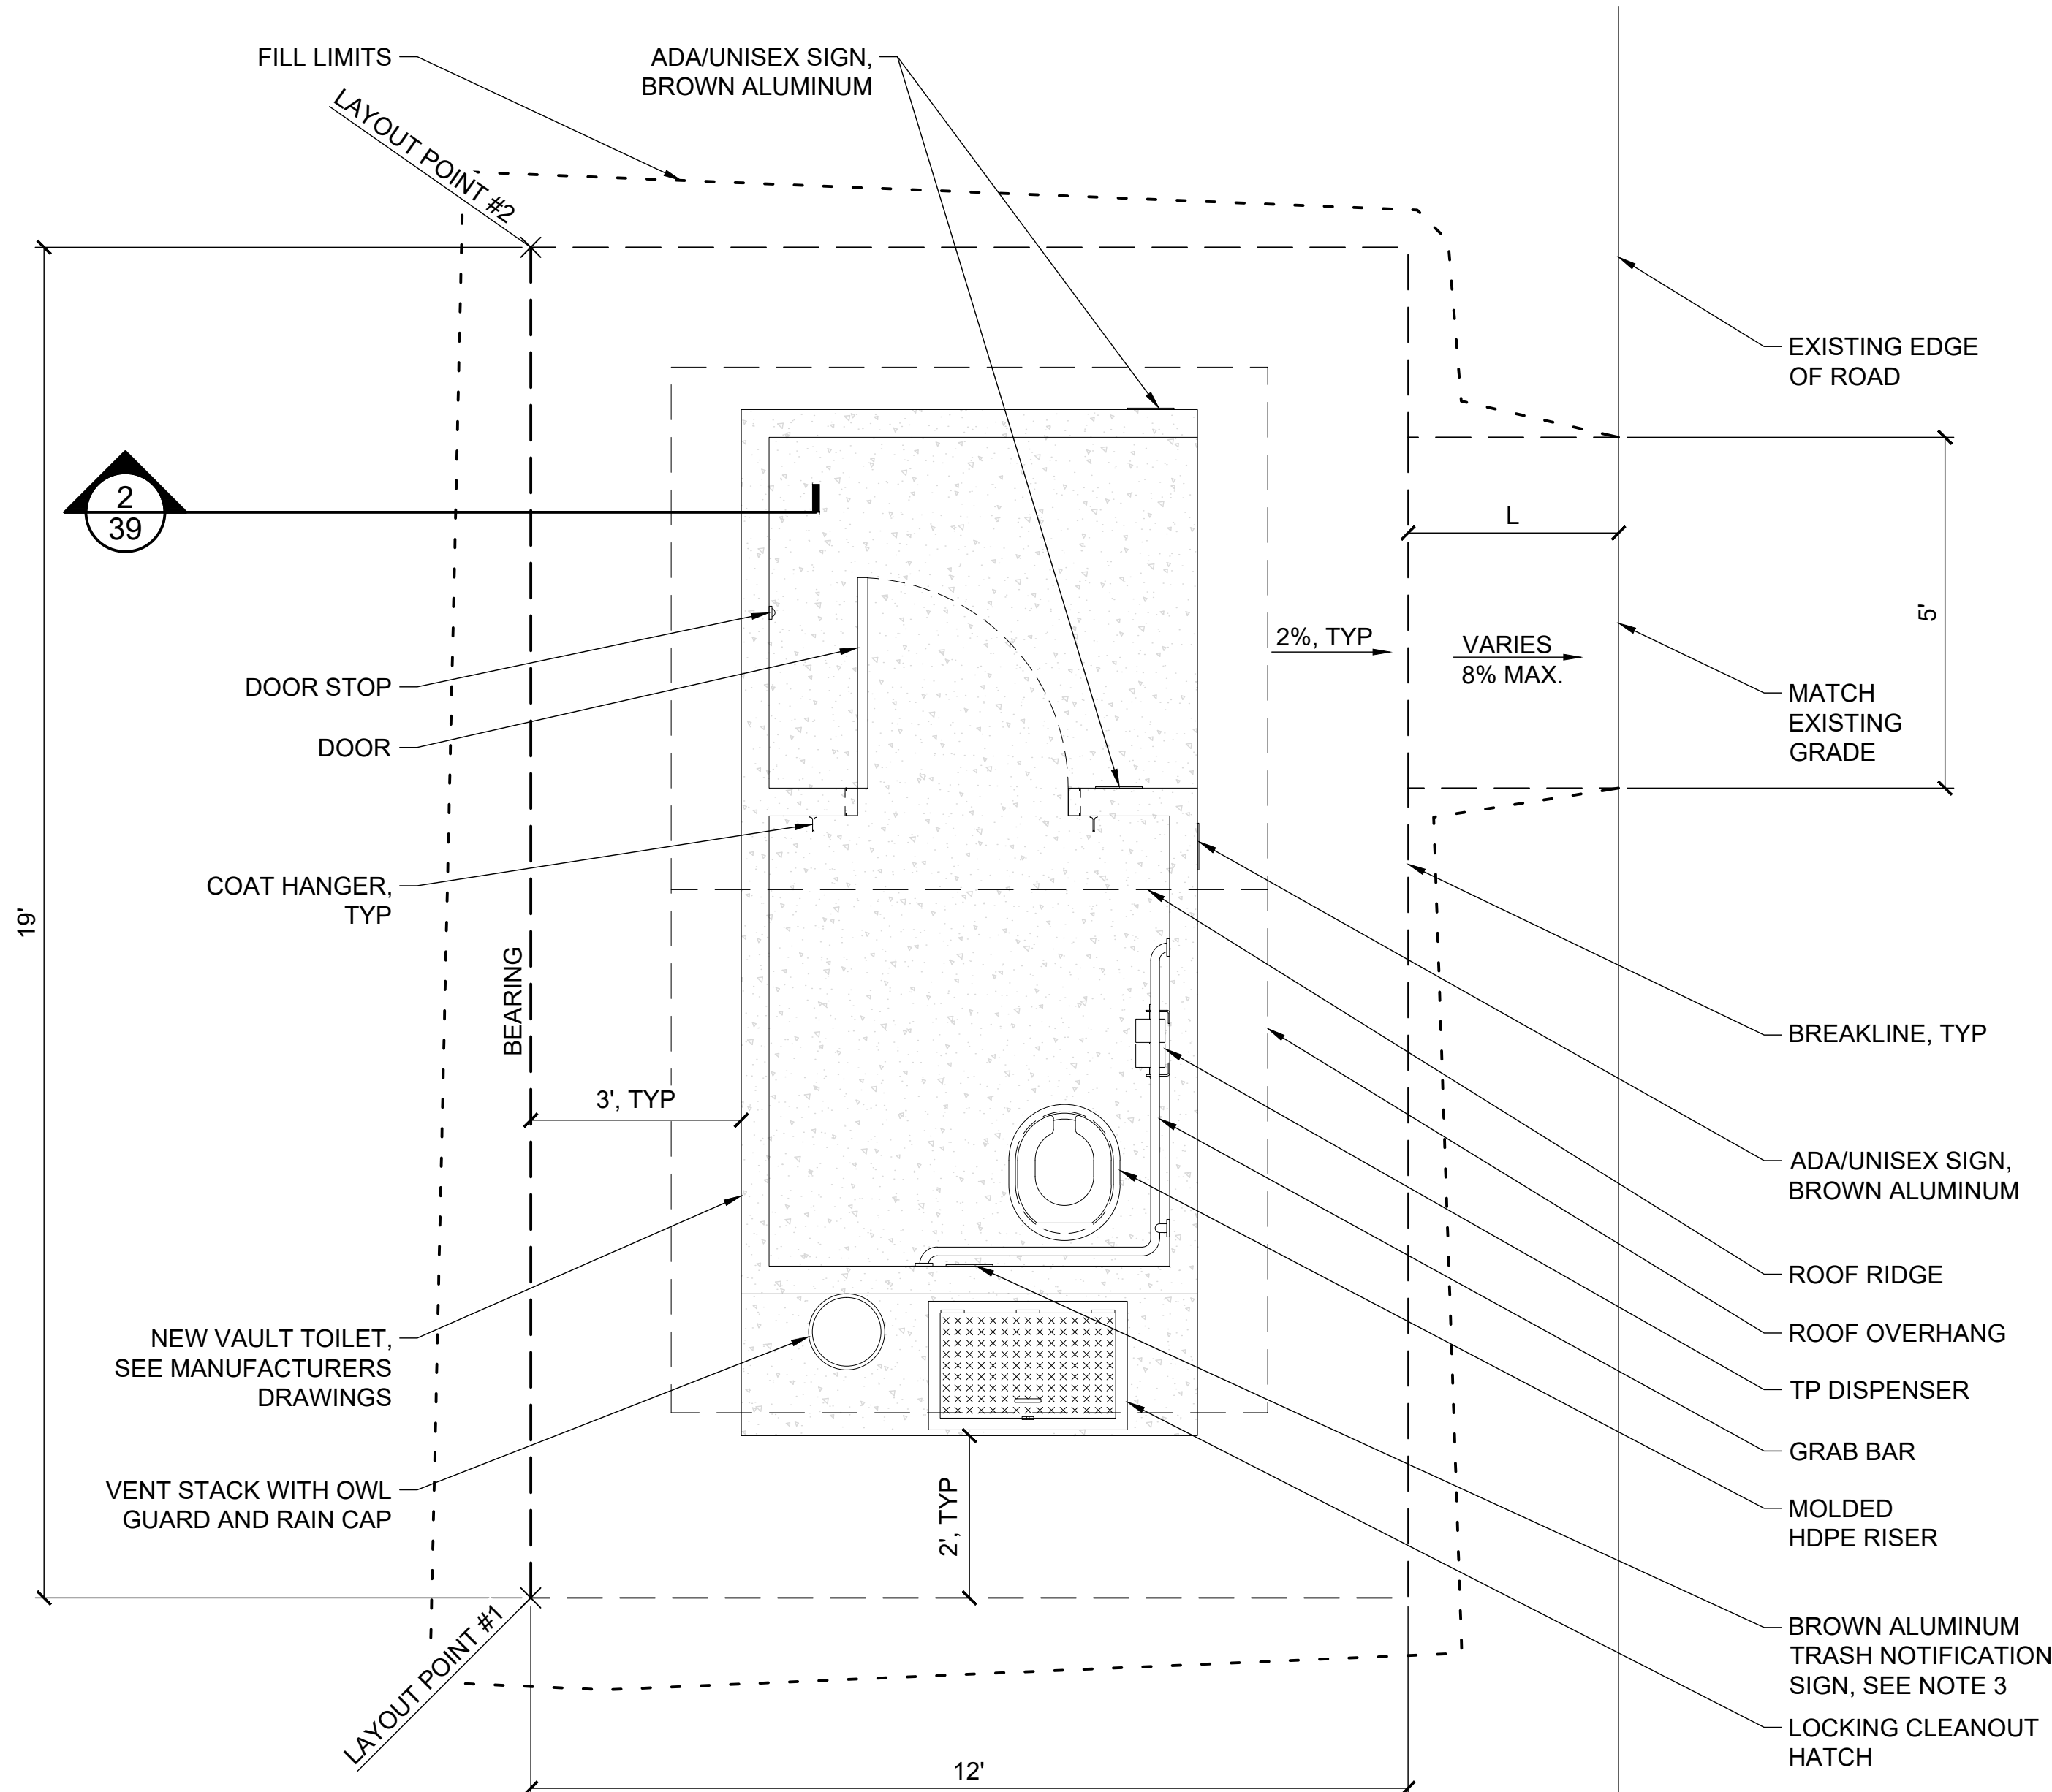 FILL LIMITS
LAYOUT POINT #2
ADA/UNISEX SIGN,
BROWN ALUMINUM
EXISTING EDGE
OF ROAD
2
39
L
5'
2%, TYP
VARIES
8% MAX.
DOOR STOP
DOOR
MATCH
EXISTING
GRADE
COAT HANGER,
TYP
19'
BEARING
3', TYP
BREAKLINE, TYP
ADA/UNISEX SIGN,
BROWN ALUMINUM
ROOF RIDGE
NEW VAULT TOILET,
SEE MANUFACTURERS
DRAWINGS
ROOF OVERHANG
TP DISPENSER
GRAB BAR
VENT STACK WITH OWL
GUARD AND RAIN CAP
2', TYP
MOLDED
HDPE RISER
LAYOUT POINT #1
BROWN ALUMINUM
TRASH NOTIFICATION
SIGN, SEE NOTE 3
LOCKING CLEANOUT
HATCH
12'